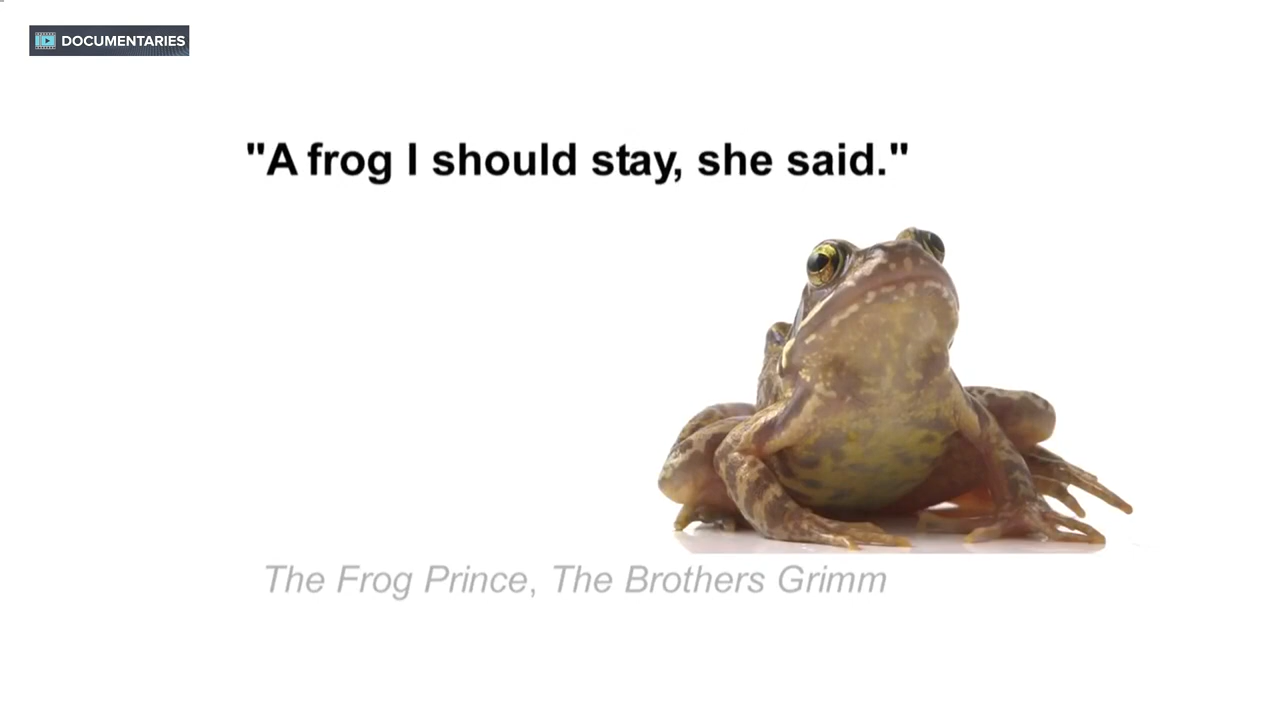 DOCUMENTARIES
"A frog I should stay, she said."
The Frog Prince, The Brothers Grimm